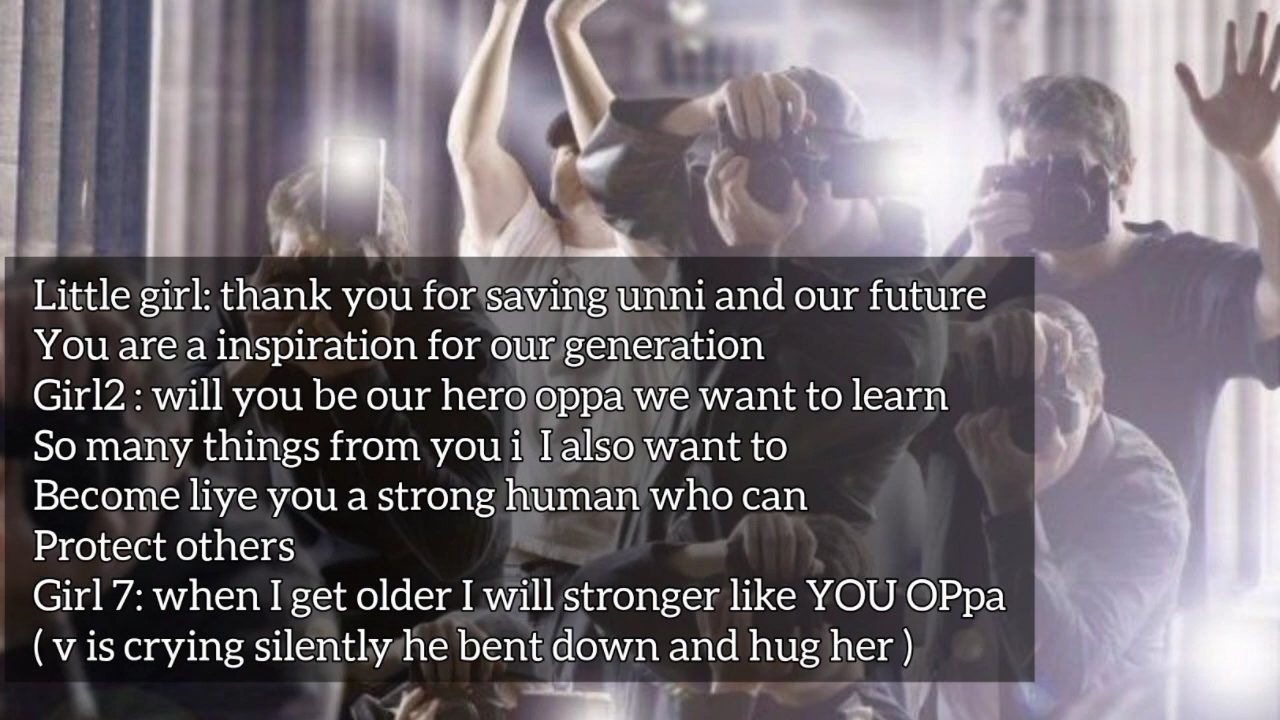 Little girl: thank you for saving unni and our future
You are a inspiration for our generation
Girl2 : will you be our hero oppa we want to learn
So many things from you i  I also want to
Become liye you a strong human who can
Protect others
Girl 7: when I get older I will stronger like YOU OPpa
( v is crying silently he bent down and hug her )